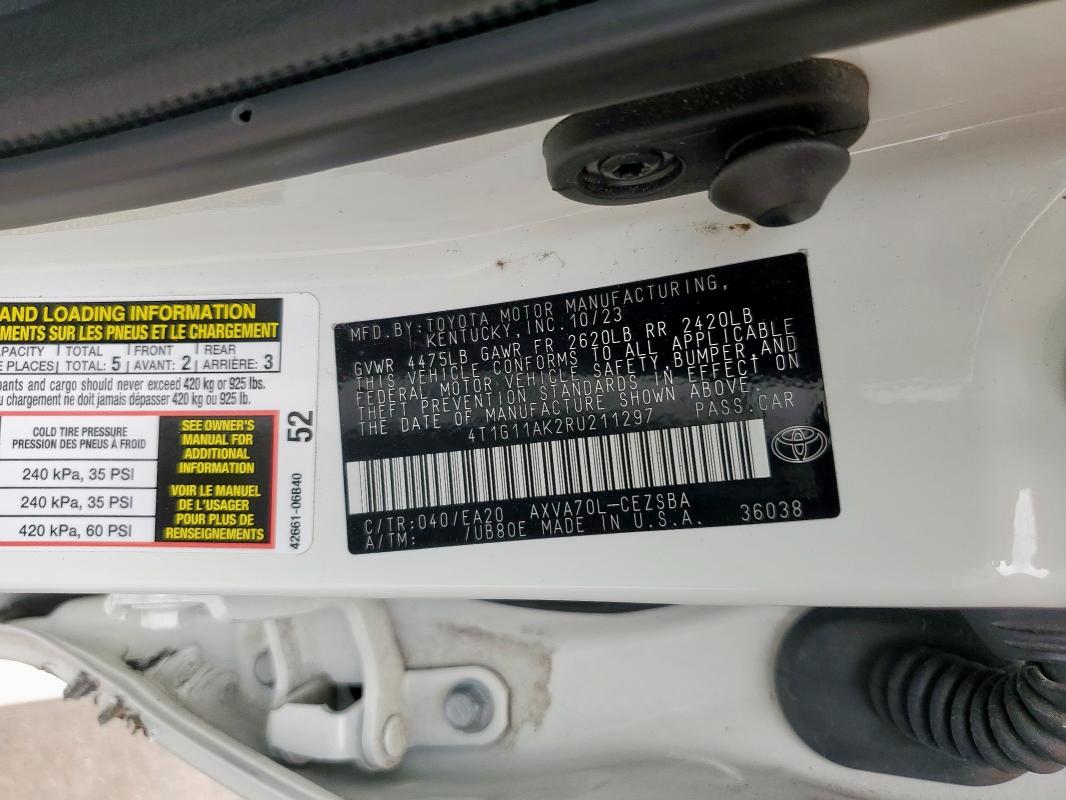 AND LOADING INFORMATION
EMENTS SUR LES PNEUS ET LE CHARGEMENT
APACITY TOTAL: 5 FRONT AVANT: 2 REAR ARRIÈRE: 3
E PLACES)
pants and cargo should never exceed 420 kg or 925 lbs.
u chargement ne doit jamais dépasser 420 kg ou 925 lb.
COLD TIRE PRESSURE
PRESSION DES PNEUS À FROID
240 kPa, 35 PSI
240 kPa, 35 PSI
420 kPa, 60 PSI
SEE OWNER'S
MANUAL FOR
ADDITIONAL
INFORMATION
VOIR LE MANUEL
DE L'USAGER
POUR PLUS DE
RENSEIGNEMENTS
52
42661-06B40
MFD.BY:TOYOTA MOTOR MANUFACTURING,
KENTUCKY,INC.10/23
GVWR 4475LB GAWR FR 2620LB RR 2420LB
THIS VEHICLE CONFORMS TO ALL APPLICABLE
FEDERAL MOTOR VEHICLE SAFETY,BUMPER,AND
THEFT PREVENTION STANDARDS IN EFFECT ON
THE DATE OF MANUFACTURE SHOWN ABOVE.
4T1G11AK2RU211297 PASS.CAR
C/TR:040/EA20 AXVA70L-CEZSBA
A/TM: /UB80E MADE IN U.S.A. 36038